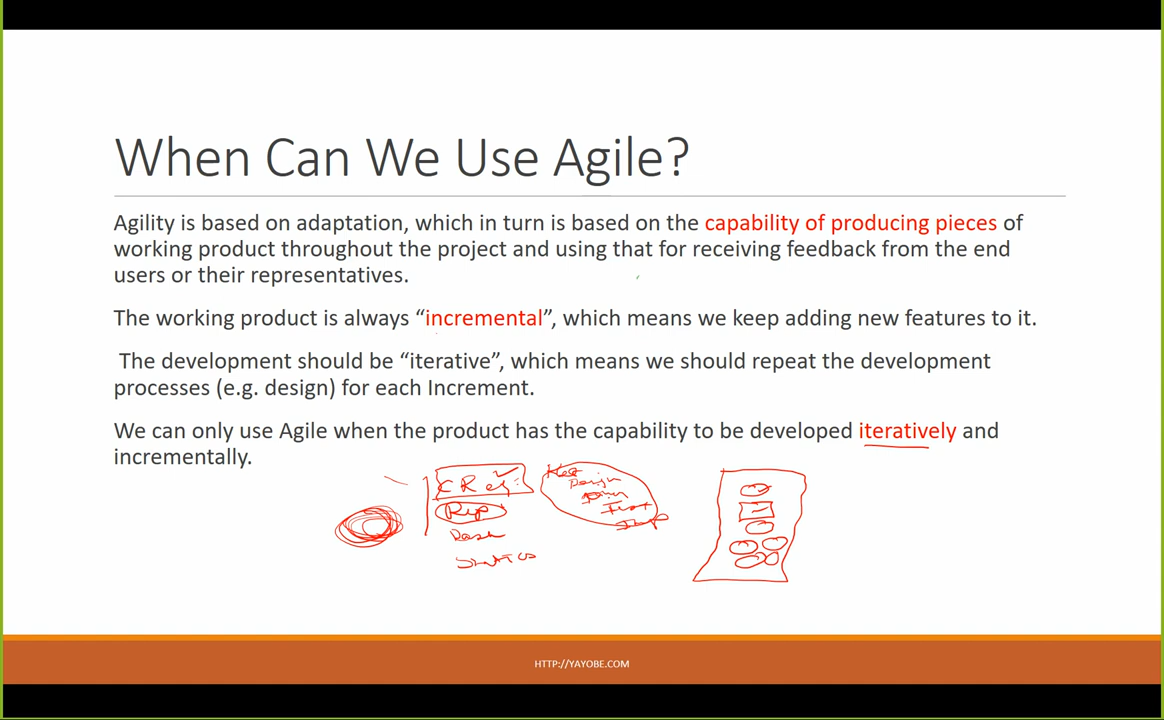 When Can We Use Agile?
Agility is based on adaptation, which in turn is based on the capability of producing pieces of
working product throughout the project and using that for receiving feedback from the end
users or their representatives.
The working product is always “incremental”, which means we keep adding new features to it.
The development should be “iterative”, which means we should repeat the development
processes (e.g. design) for each Increment.
We can only use Agile when the product has the capability to be developed iteratively and
incrementally.
Design
Test
HTTP://YAYOBE.COM